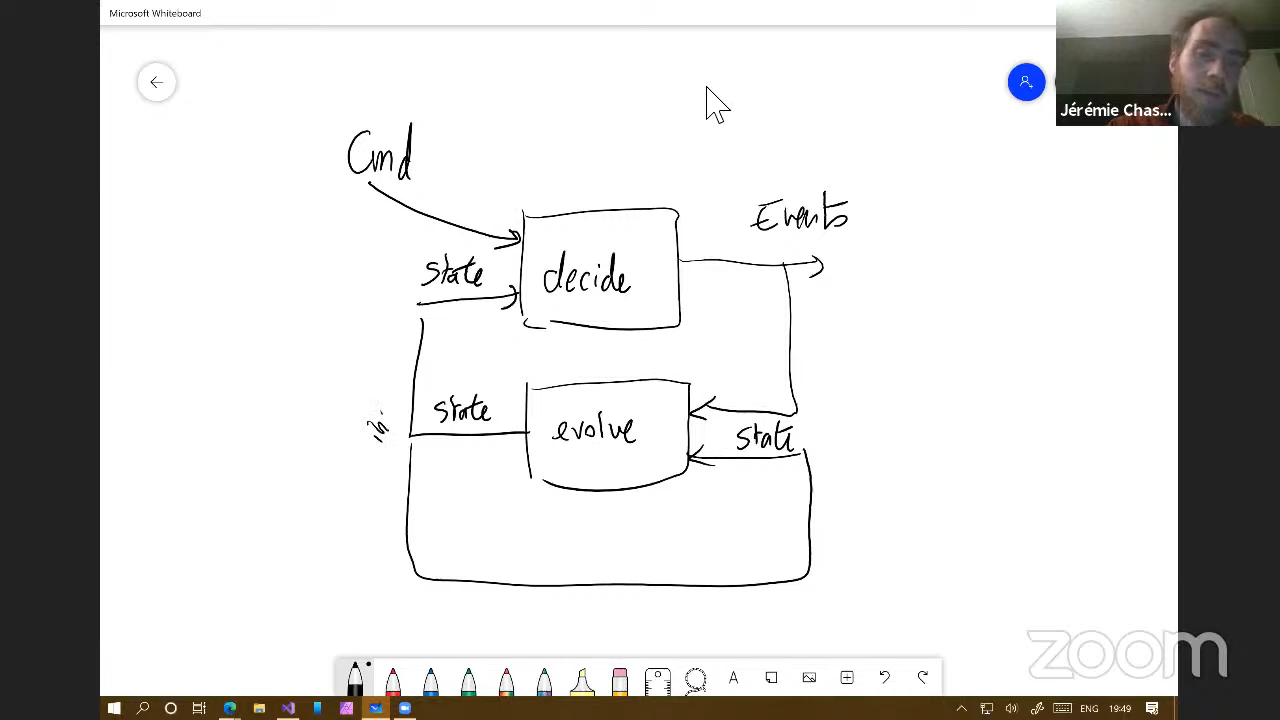 Microsoft Whiteboard
Jérémie Chas...
Cmd
Events
state
decide
state
evolve
state
zoom
A
ENG
19:49